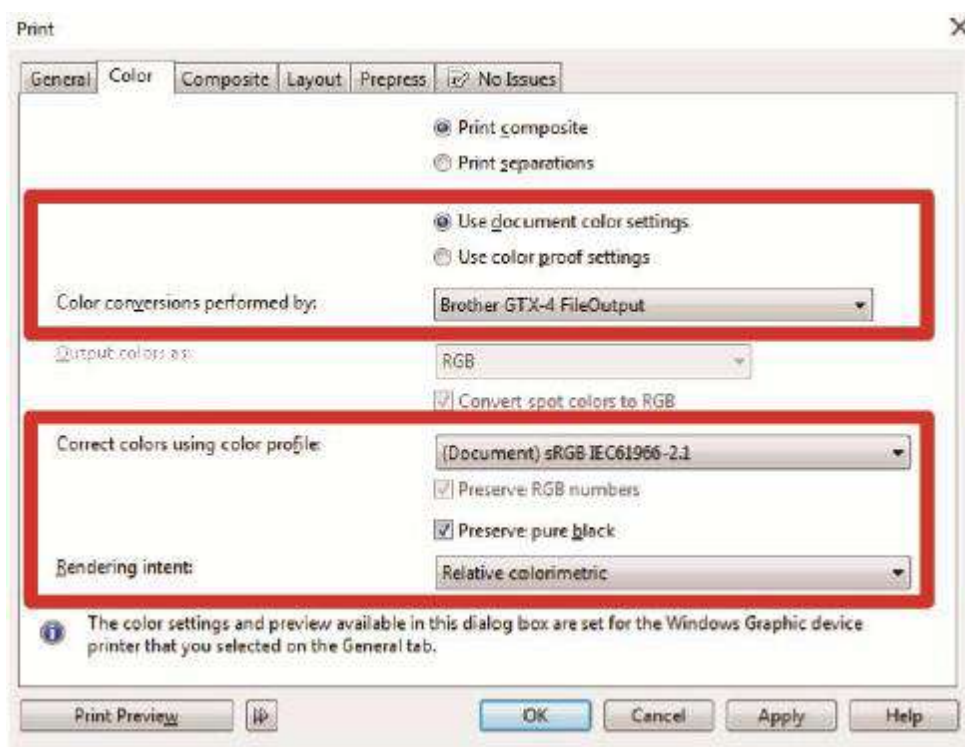 Print
General Color Composite Layout Prepress No Issues
Print composite
Print separations
Use document color settings
Use color proof settings
Color conversions performed by: Brother GTX-4 FileOutput
Output colors as: RGB
Convert spot colors to RGB
Correct colors using color profile: (Document) sRGB IEC61966-2.1
Preserve RGB numbers
Preserve pure black
Rendering intent: Relative colorimetric
The color settings and preview available in this dialog box are set for the Windows Graphic device
printer that you selected on the General tab.
Print Preview OK Cancel Apply Help